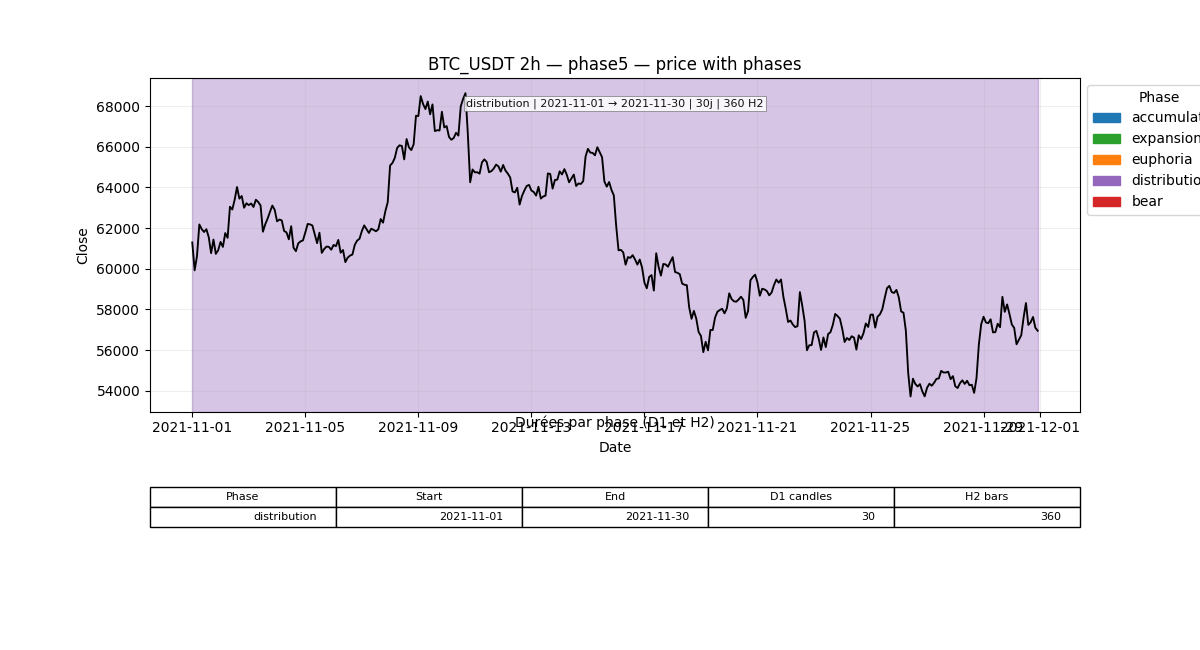 BTC_USDT 2h — phase5 — price with phases
distribution | 2021-11-01 → 2021-11-30 | 30j | 360 H2
Phase
accumulat
expansion
euphoria
distributio
bear
Close
68000
66000
64000
62000
60000
58000
56000
54000
2021-11-01 2021-11-05 2021-11-09 2021-11-13 2021-11-17 2021-11-21 2021-11-25 2021-11-29 2021-12-01
Durées par phase (D1 et H2)
Date
Phase Start End D1 candles H2 bars
distribution 2021-11-01 2021-11-30 30 360